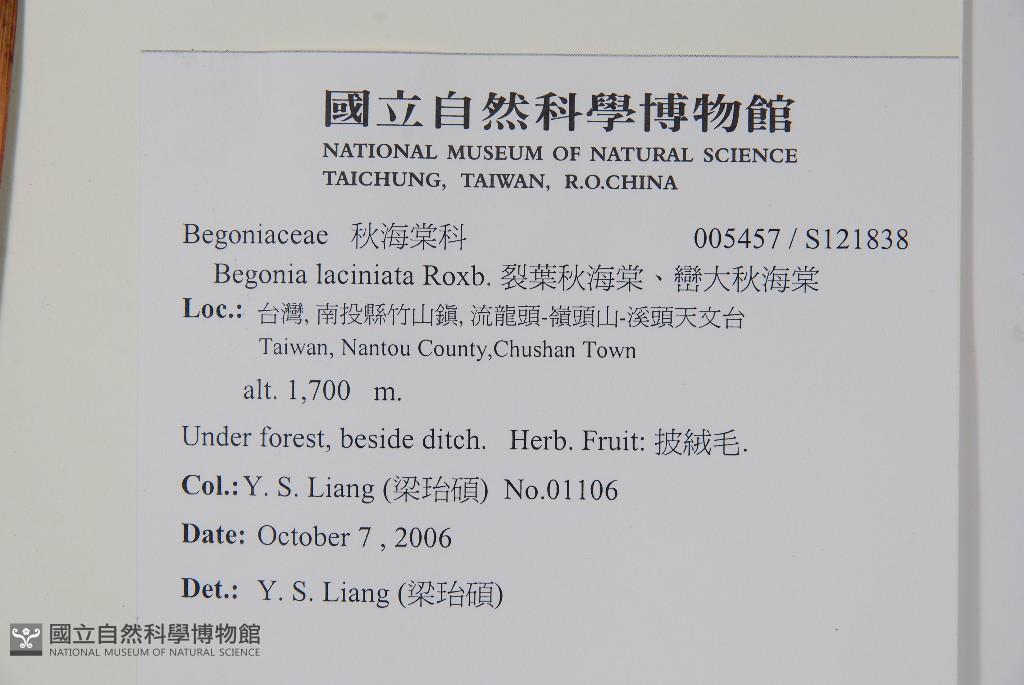 國立自然科學博物館
NATIONAL MUSEUM OF NATURAL SCIENCE
TAICHUNG, TAIWAN, R.O.CHINA
Begoniaceae 秋海棠科 005457 / S121838
Begonia laciniata Roxb. 裂葉秋海棠、巒大秋海棠
Loc.: 台灣, 南投縣竹山鎮, 流龍頭-嶺頭山-溪頭天文台
Taiwan, Nantou County,Chushan Town
alt. 1,700 m.
Under forest, beside ditch. Herb. Fruit: 披絨毛.
Col.: Y. S. Liang (梁珆碩) No.01106
Date: October 7 , 2006
Det.: Y. S. Liang (梁珆碩)
國立自然科學博物館
NATIONAL MUSEUM OF NATURAL SCIENCE